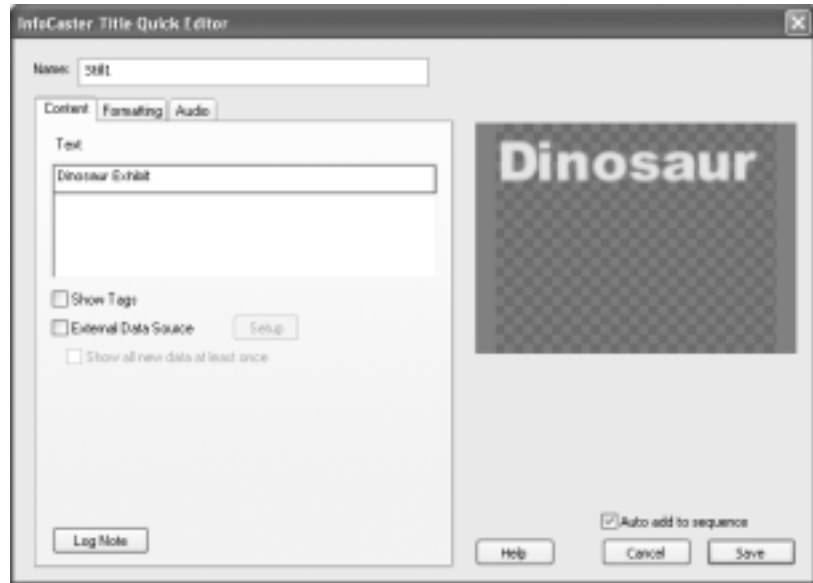 InfoCaster Title Quick Editor
Name: Still1
Content Formatting Audio
Text
Dinosaur Exhibit
Dinosaur
Show Tags
External Data Source Setup
Show all new data at least once
Auto add to sequence
Log Note Help Cancel Save